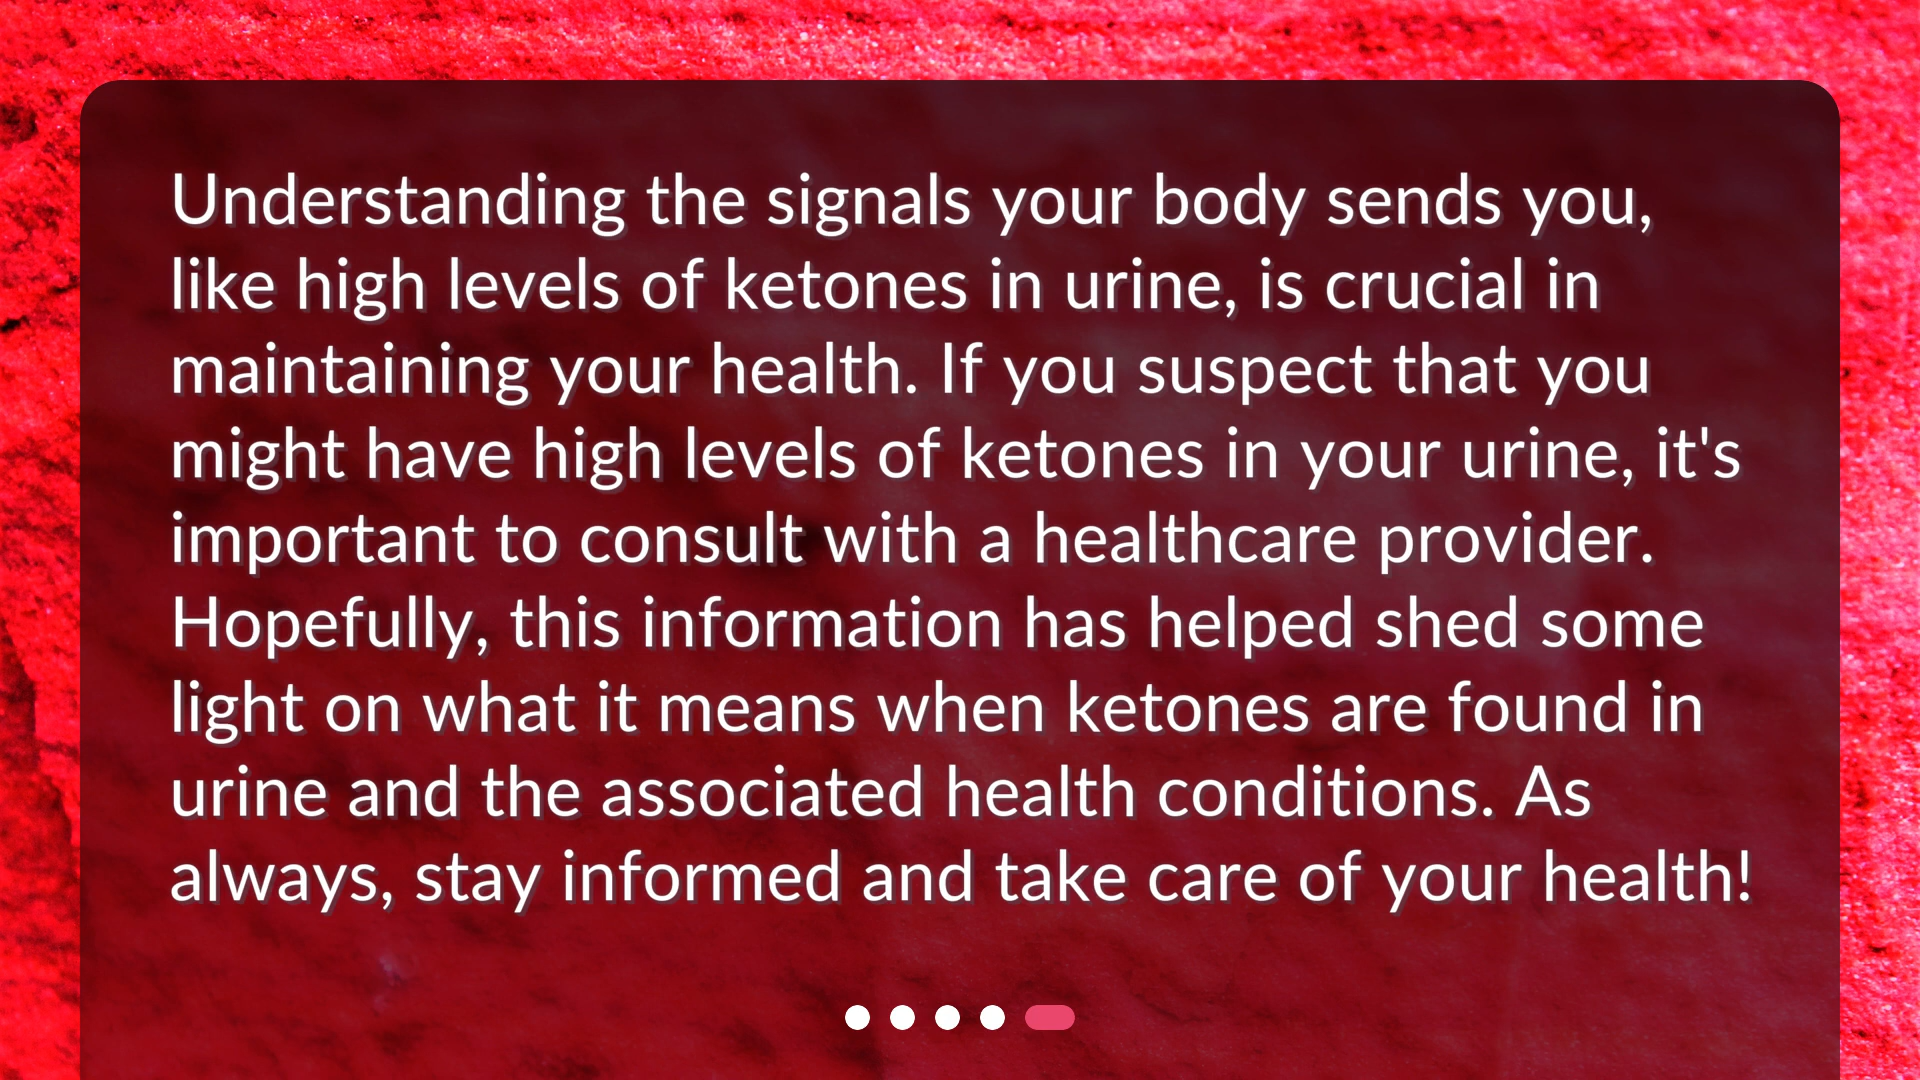 Understanding the signals your body sends you,
like high levels of ketones in urine, is crucial in
maintaining your health. If you suspect that you
might have high levels of ketones in your urine, it's
important to consult with a healthcare provider.
Hopefully, this information has helped shed some
light on what it means when ketones are found in
urine and the associated health conditions. As
always, stay informed and take care of your health!